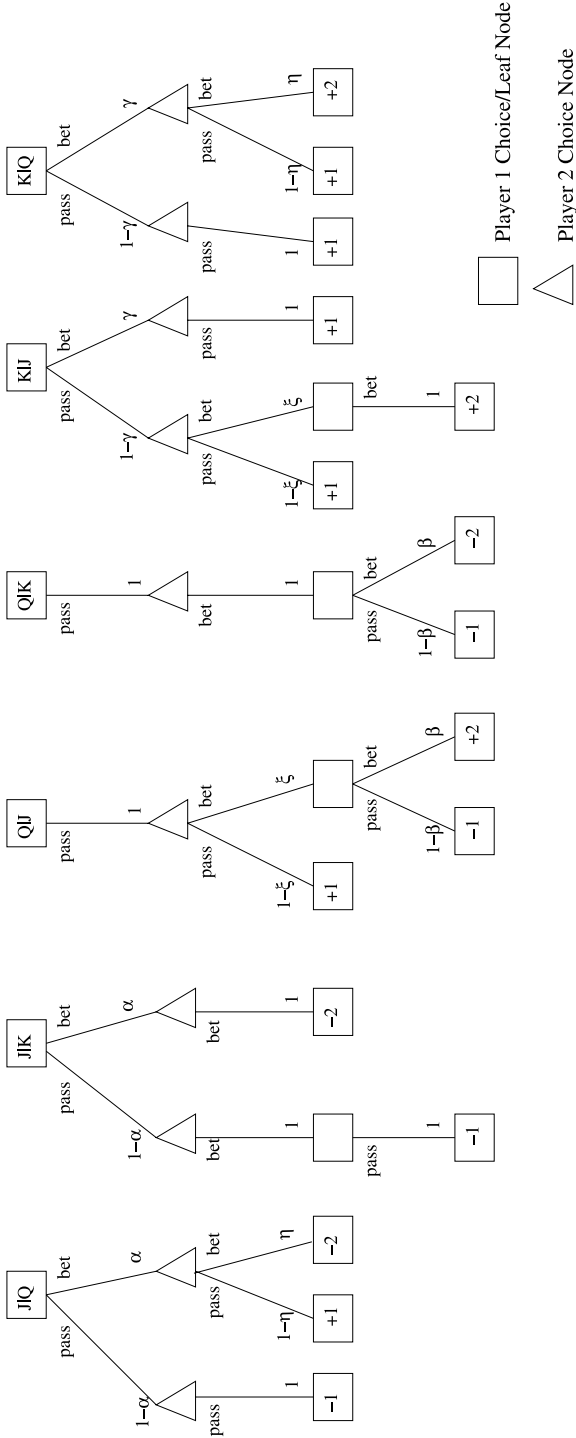 J|Q J|K Q|J Q|K K|J K|Q
pass bet pass bet pass pass pass bet pass bet
1−α α 1−α α 1 1 1−γ γ 1−γ γ
pass pass bet bet bet pass bet bet pass bet pass pass pass bet
1 1−η η 1 1 1−ξ ξ 1 1−ξ ξ 1 1 1−η η
−1 +1 −2 −2 +1 +1 +1 +1 +1 +2
pass pass bet pass bet bet
1 1−β β 1−β β 1
−1 −1 +2 −1 −2 +2
Player 1 Choice/Leaf Node
Player 2 Choice Node